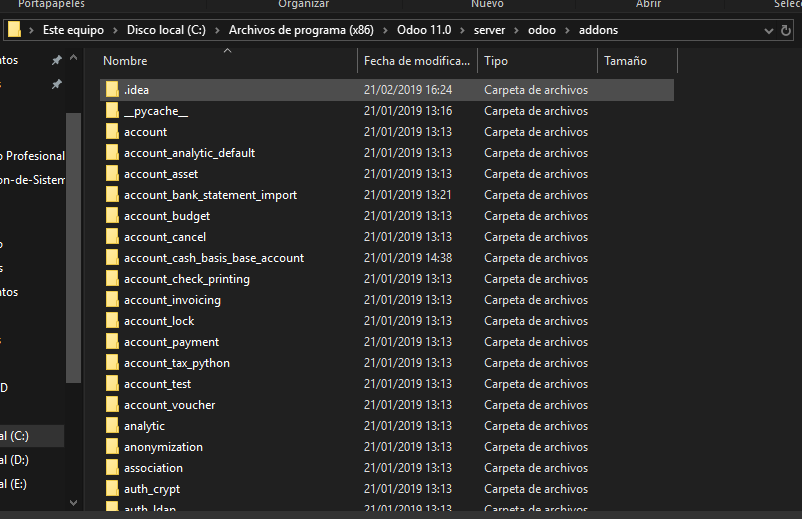 Portapapeles Organizar Nuevo Abrir Selec
Este equipo > Disco local (C:) > Archivos de programa (x86) > Odoo 11.0 > server > odoo > addons
Nombre Fecha de modifica... Tipo Tamaño
.idea 21/02/2019 16:24 Carpeta de archivos
__pycache__ 21/01/2019 13:16 Carpeta de archivos
account 21/01/2019 13:13 Carpeta de archivos
account_analytic_default 21/01/2019 13:13 Carpeta de archivos
account_asset 21/01/2019 13:13 Carpeta de archivos
account_bank_statement_import 21/01/2019 13:21 Carpeta de archivos
account_budget 21/01/2019 13:13 Carpeta de archivos
account_cancel 21/01/2019 13:13 Carpeta de archivos
account_cash_basis_base_account 21/01/2019 14:38 Carpeta de archivos
account_check_printing 21/01/2019 13:13 Carpeta de archivos
account_invoicing 21/01/2019 13:13 Carpeta de archivos
account_lock 21/01/2019 13:13 Carpeta de archivos
account_payment 21/01/2019 13:13 Carpeta de archivos
account_tax_python 21/01/2019 13:13 Carpeta de archivos
account_test 21/01/2019 13:13 Carpeta de archivos
account_voucher 21/01/2019 13:13 Carpeta de archivos
analytic 21/01/2019 13:13 Carpeta de archivos
anonymization 21/01/2019 13:13 Carpeta de archivos
association 21/01/2019 13:13 Carpeta de archivos
auth_crypt 21/01/2019 13:13 Carpeta de archivos
auth_ldap 21/01/2019 13:13 Carpeta de archivos
ntos
s
o Profesional
on-de-Sistem
o
s
ntos
s
D
al (C:)
al (D:)
al (E:)